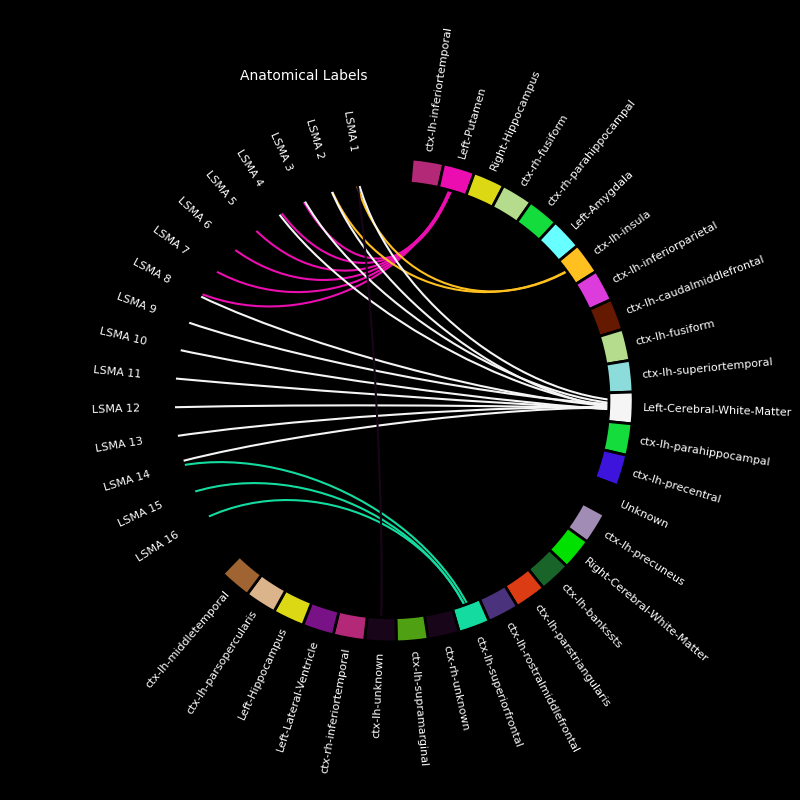 Anatomical Labels
LSMA 1
LSMA 2
LSMA 3
LSMA 4
LSMA 5
LSMA 6
LSMA 7
LSMA 8
LSMA 9
LSMA 10
LSMA 11
LSMA 12
LSMA 13
LSMA 14
LSMA 15
LSMA 16
ctx-lh-inferiortemporal
Left-Putamen
Right-Hippocampus
ctx-rh-fusiform
ctx-rh-parahippocampal
Left-Amygdala
ctx-lh-insula
ctx-lh-inferiorparietal
ctx-lh-caudalmiddlefrontal
ctx-lh-fusiform
ctx-lh-superiortemporal
Left-Cerebral-White-Matter
ctx-lh-parahippocampal
ctx-lh-precentral
Unknown
ctx-lh-precuneus
Right-Cerebral-White-Matter
ctx-lh-bankssts
ctx-lh-parstriangularis
ctx-lh-rostralmiddlefrontal
ctx-lh-superiorfrontal
ctx-rh-unknown
ctx-lh-supramarginal
ctx-lh-unknown
ctx-rh-inferiortemporal
Left-Lateral-Ventricle
Left-Hippocampus
ctx-lh-parsopercularis
ctx-lh-middletemporal